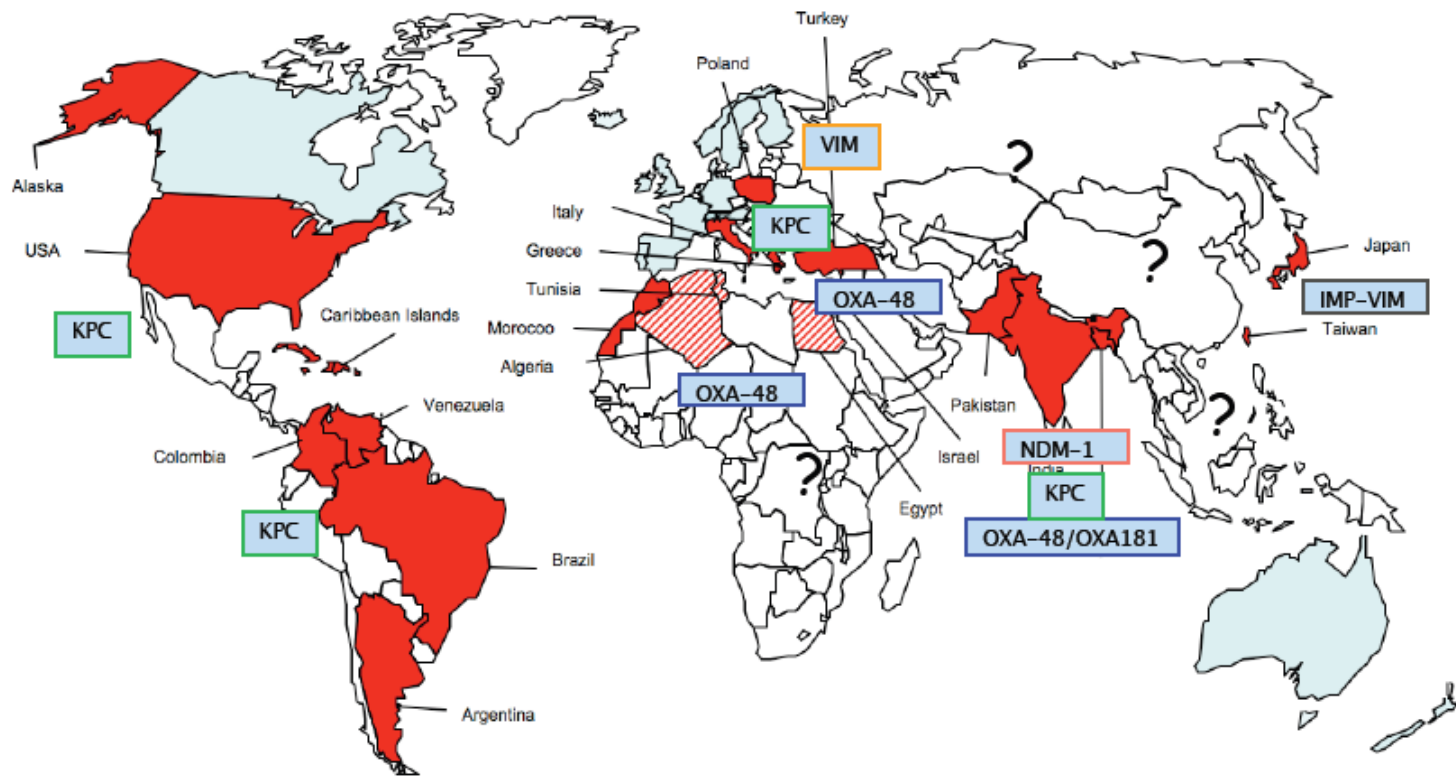 Turkey
Poland
VIM
?
Alaska
Italy
KPC
USA
Greece
?
Japan
Tunisia
OXA-48
IMP-VIM
Caribbean Islands
KPC
Morocoo
Taiwan
Algeria
OXA-48
Venezuela
Pakistan
?
Colombia
Israel
NDM-1
India
?
KPC
Egypt
KPC
OXA-48/OXA181
Brazil
Argentina